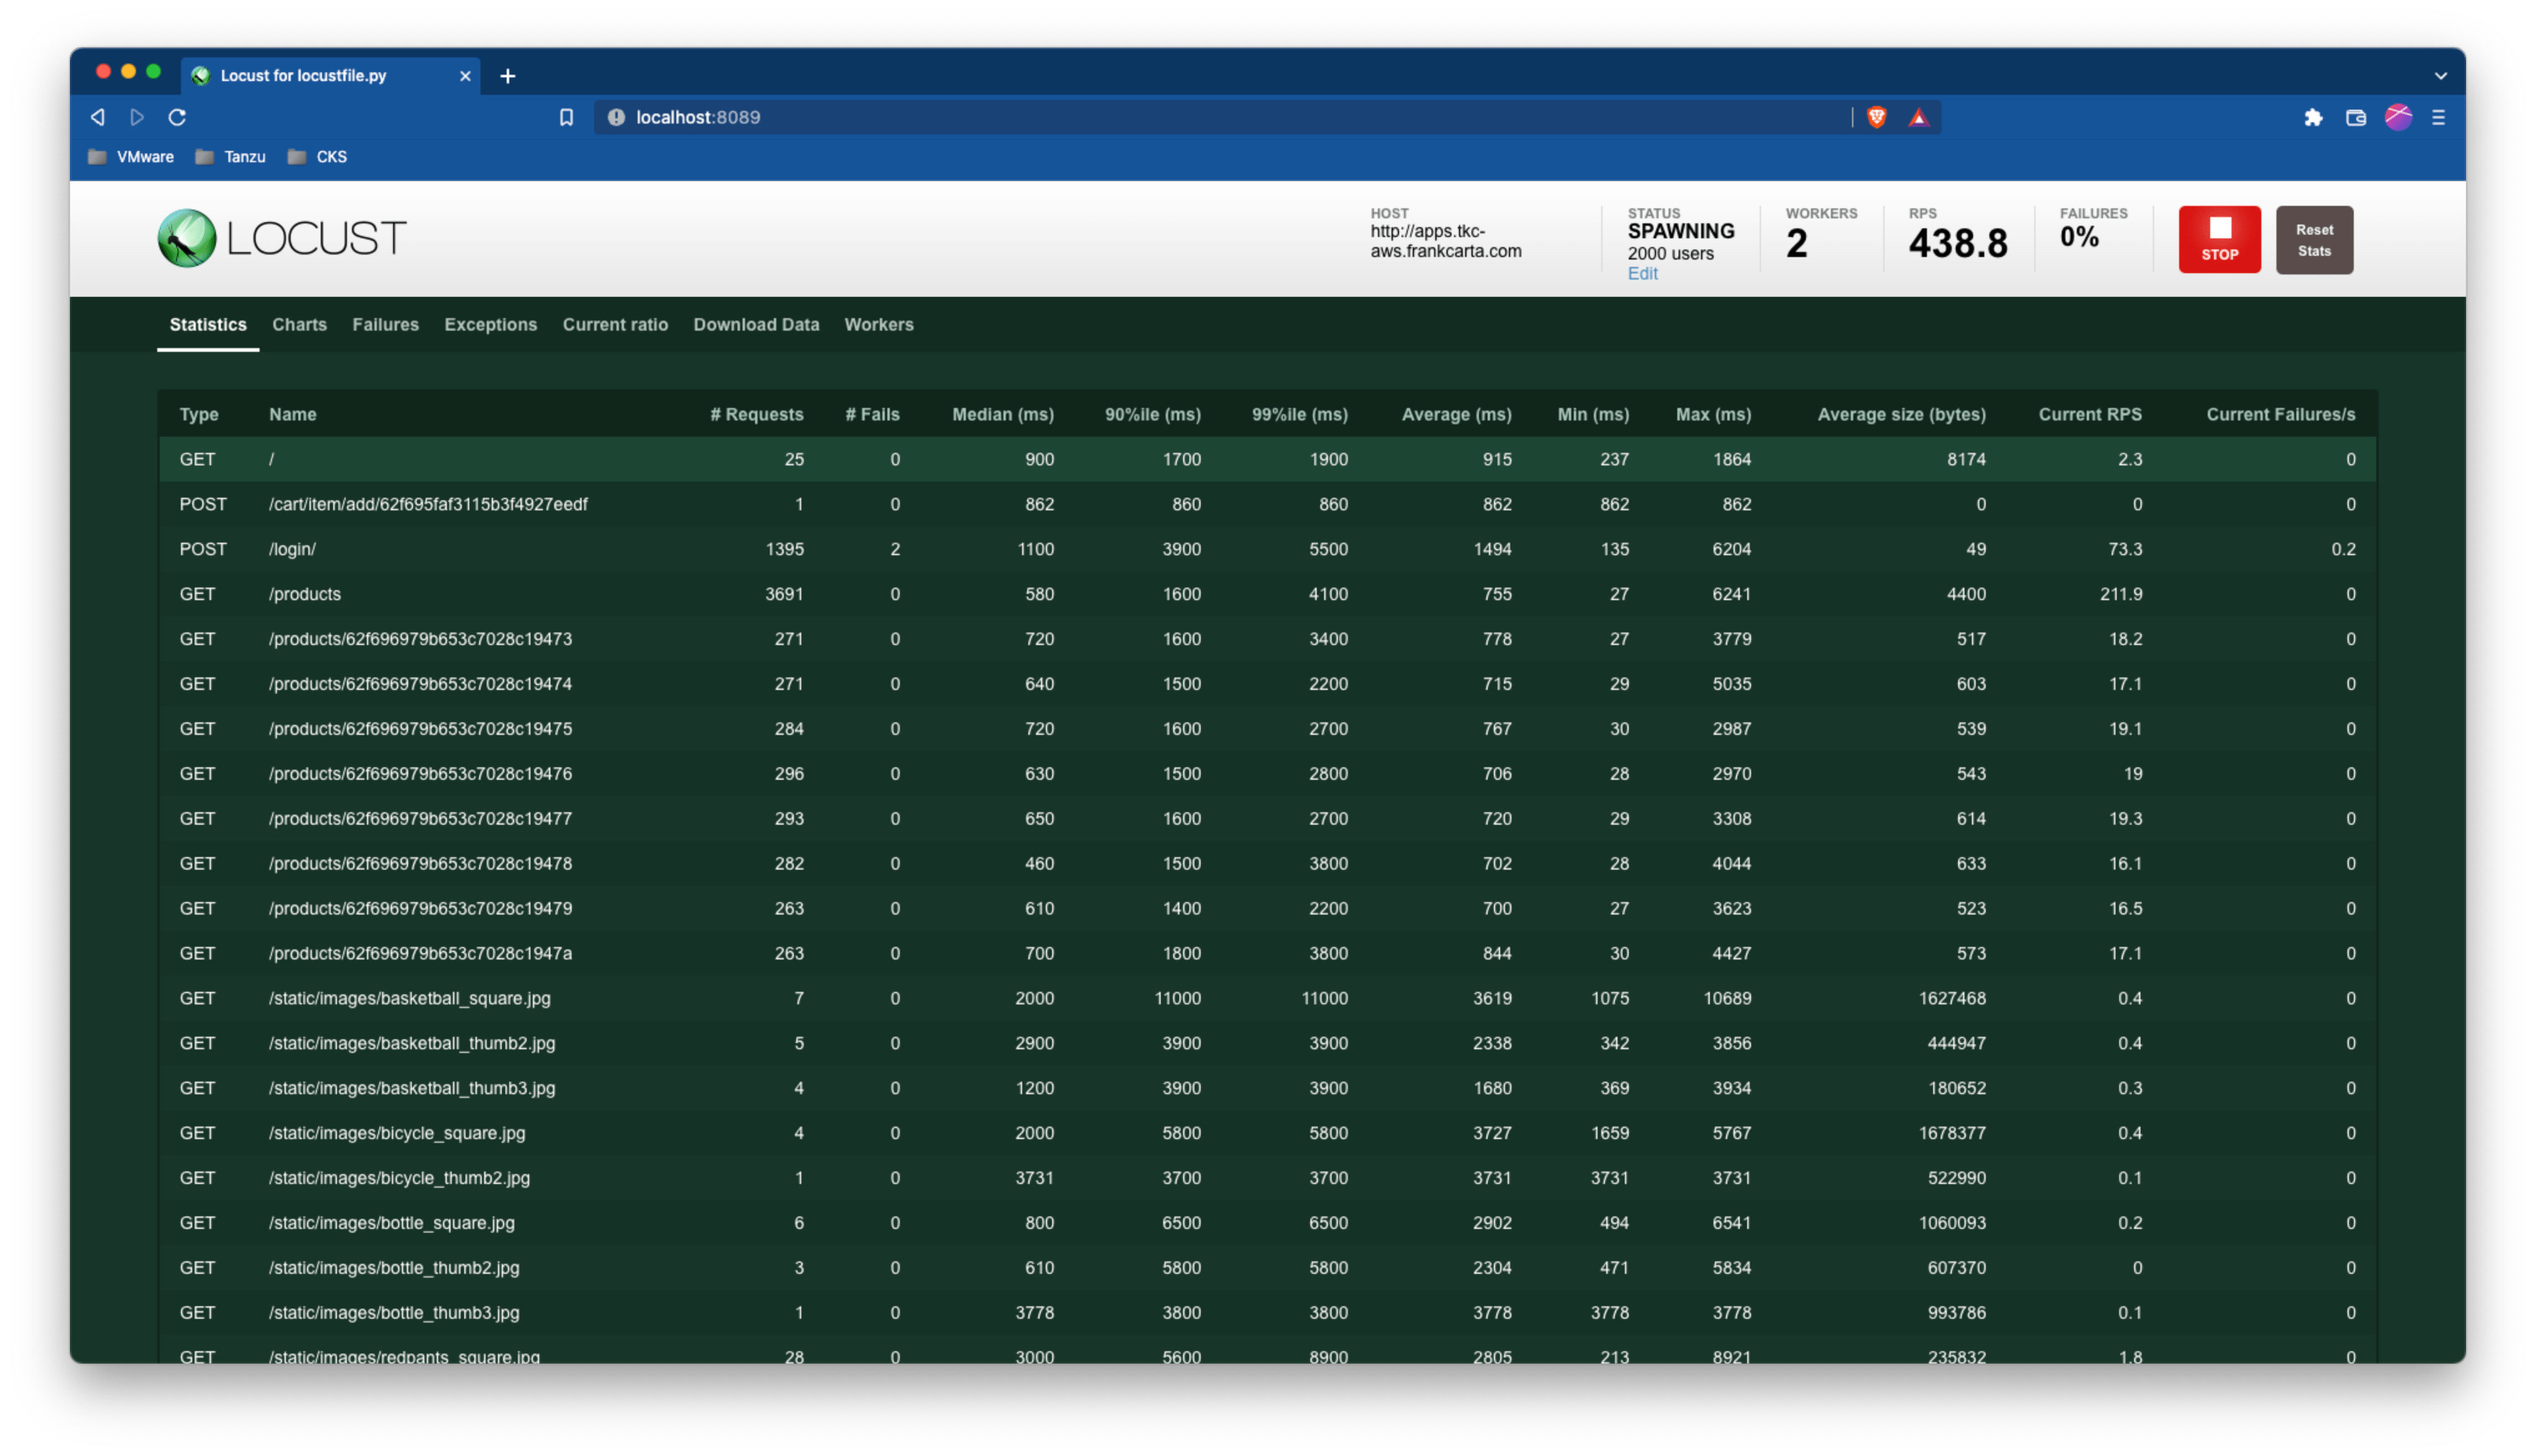 Locust for locustfile.py
localhost:8089
VMware Tanzu CKS
LOCUST
HOST
http://apps.tkc-
aws.frankcarta.com
STATUS
SPAWNING
2000 users
Edit
WORKERS
2
RPS
438.8
FAILURES
0%
STOP
Reset
Stats
Statistics Charts Failures Exceptions Current ratio Download Data Workers
Type Name # Requests # Fails Median (ms) 90%ile (ms) 99%ile (ms) Average (ms) Min (ms) Max (ms) Average size (bytes) Current RPS Current Failures/s
GET / 25 0 900 1700 1900 915 237 1864 8174 2.3 0
POST /cart/item/add/62f695faf3115b3f4927eedf 1 0 862 860 860 862 862 862 0 0 0
POST /login/ 1395 2 1100 3900 5500 1494 135 6204 49 73.3 0.2
GET /products 3691 0 580 1600 4100 755 27 6241 4400 211.9 0
GET /products/62f696979b653c7028c19473 271 0 720 1600 3400 778 27 3779 517 18.2 0
GET /products/62f696979b653c7028c19474 271 0 640 1500 2200 715 29 5035 603 17.1 0
GET /products/62f696979b653c7028c19475 284 0 720 1600 2700 767 30 2987 539 19.1 0
GET /products/62f696979b653c7028c19476 296 0 630 1500 2800 706 28 2970 543 19 0
GET /products/62f696979b653c7028c19477 293 0 650 1600 2700 720 29 3308 614 19.3 0
GET /products/62f696979b653c7028c19478 282 0 460 1500 3800 702 28 4044 633 16.1 0
GET /products/62f696979b653c7028c19479 263 0 610 1400 2200 700 27 3623 523 16.5 0
GET /products/62f696979b653c7028c1947a 263 0 700 1800 3800 844 30 4427 573 17.1 0
GET /static/images/basketball_square.jpg 7 0 2000 11000 11000 3619 1075 10689 1627468 0.4 0
GET /static/images/basketball_thumb2.jpg 5 0 2900 3900 3900 2338 342 3856 444947 0.4 0
GET /static/images/basketball_thumb3.jpg 4 0 1200 3900 3900 1680 369 3934 180652 0.3 0
GET /static/images/bicycle_square.jpg 4 0 2000 5800 5800 3727 1659 5767 1678377 0.4 0
GET /static/images/bicycle_thumb2.jpg 1 0 3731 3700 3700 3731 3731 3731 522990 0.1 0
GET /static/images/bottle_square.jpg 6 0 800 6500 6500 2902 494 6541 1060093 0.2 0
GET /static/images/bottle_thumb2.jpg 3 0 610 5800 5800 2304 471 5834 607370 0 0
GET /static/images/bottle_thumb3.jpg 1 0 3778 3800 3800 3778 3778 3778 993786 0.1 0
GET /static/images/redpants_square.jpg 28 0 3000 5600 8900 2805 213 8921 235832 1.8 0